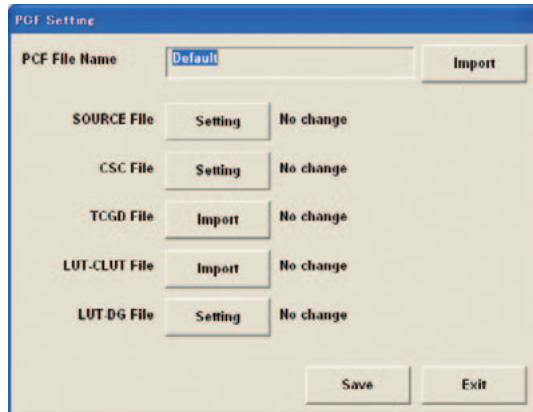 PCF Setting
PCF File Name Default Import
SOURCE File Setting No change
CSC File Setting No change
TCGD File Import No change
LUT-CLUT File Import No change
LUT-DG File Setting No change
Save Exit